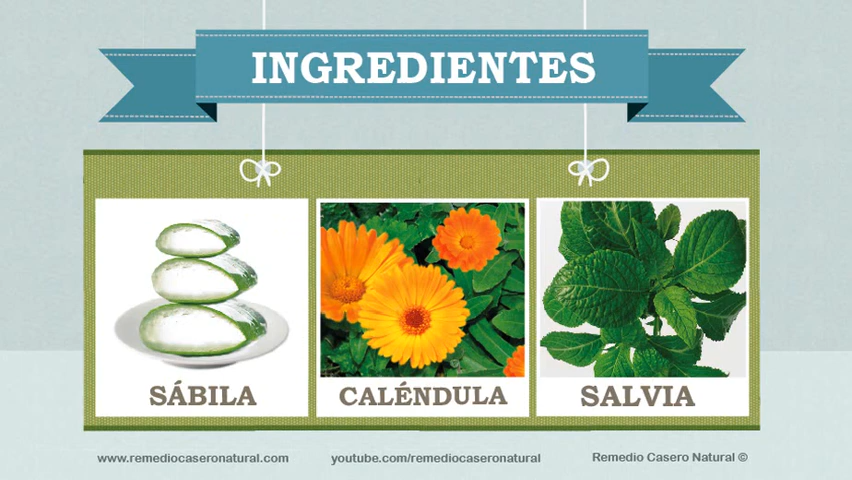 INGREDIENTES
SÁBILA
CALÉNDULA
SALVIA
www.remediocaseronatural.com
youtube.com/remediocaseronatural
Remedio Casero Natural ©